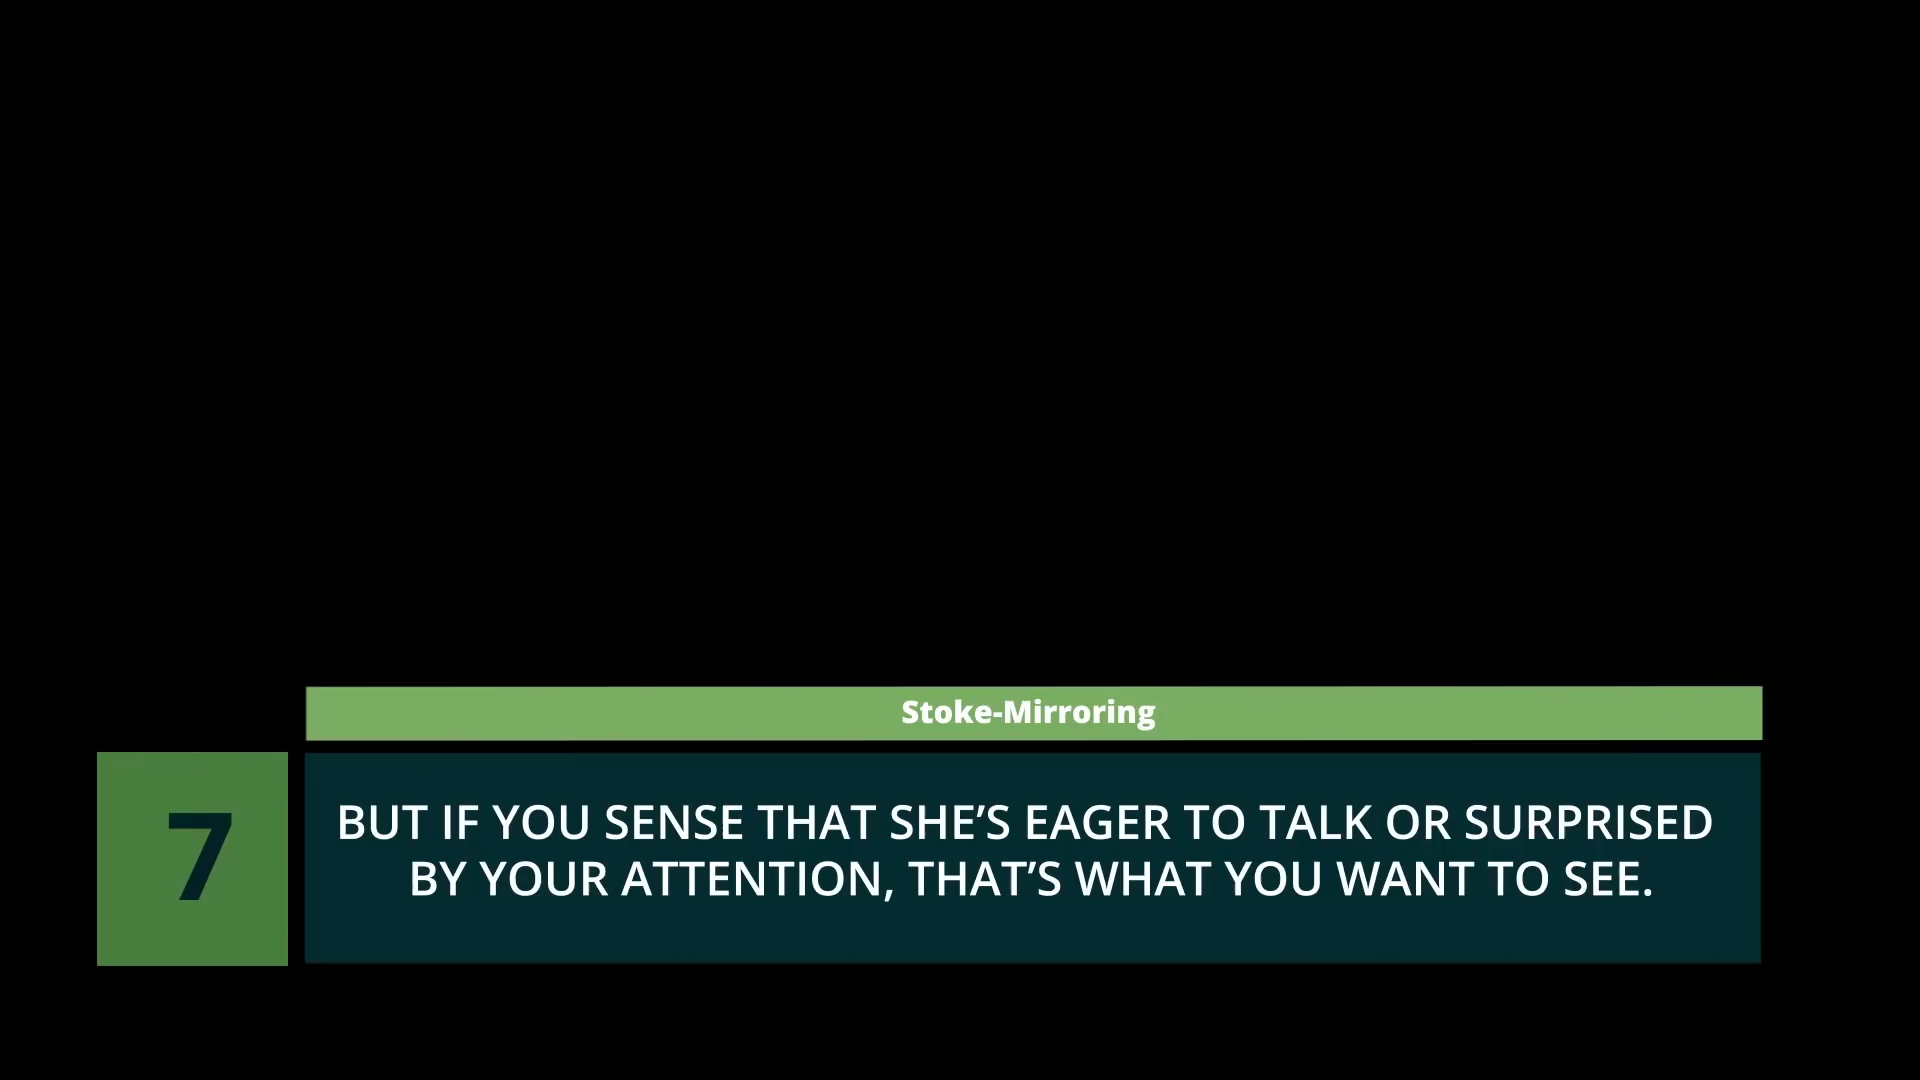 Stoke-Mirroring
7
BUT IF YOU SENSE THAT SHE’S EAGER TO TALK OR SURPRISED
BY YOUR ATTENTION, THAT’S WHAT YOU WANT TO SEE.